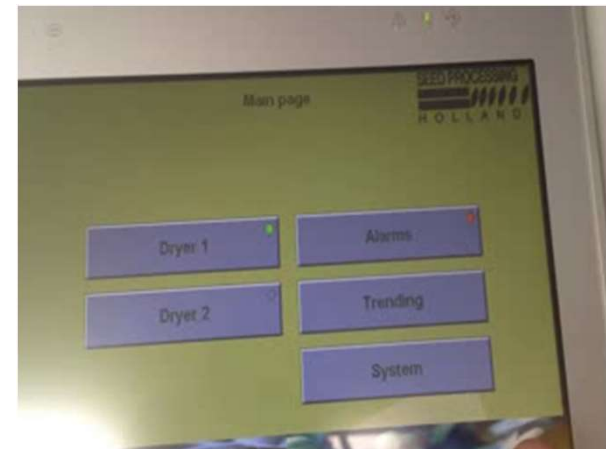 Main page
SEED PROCESSING
HOLLAND
Dryer 1
Alarms
Dryer 2
Trending
System